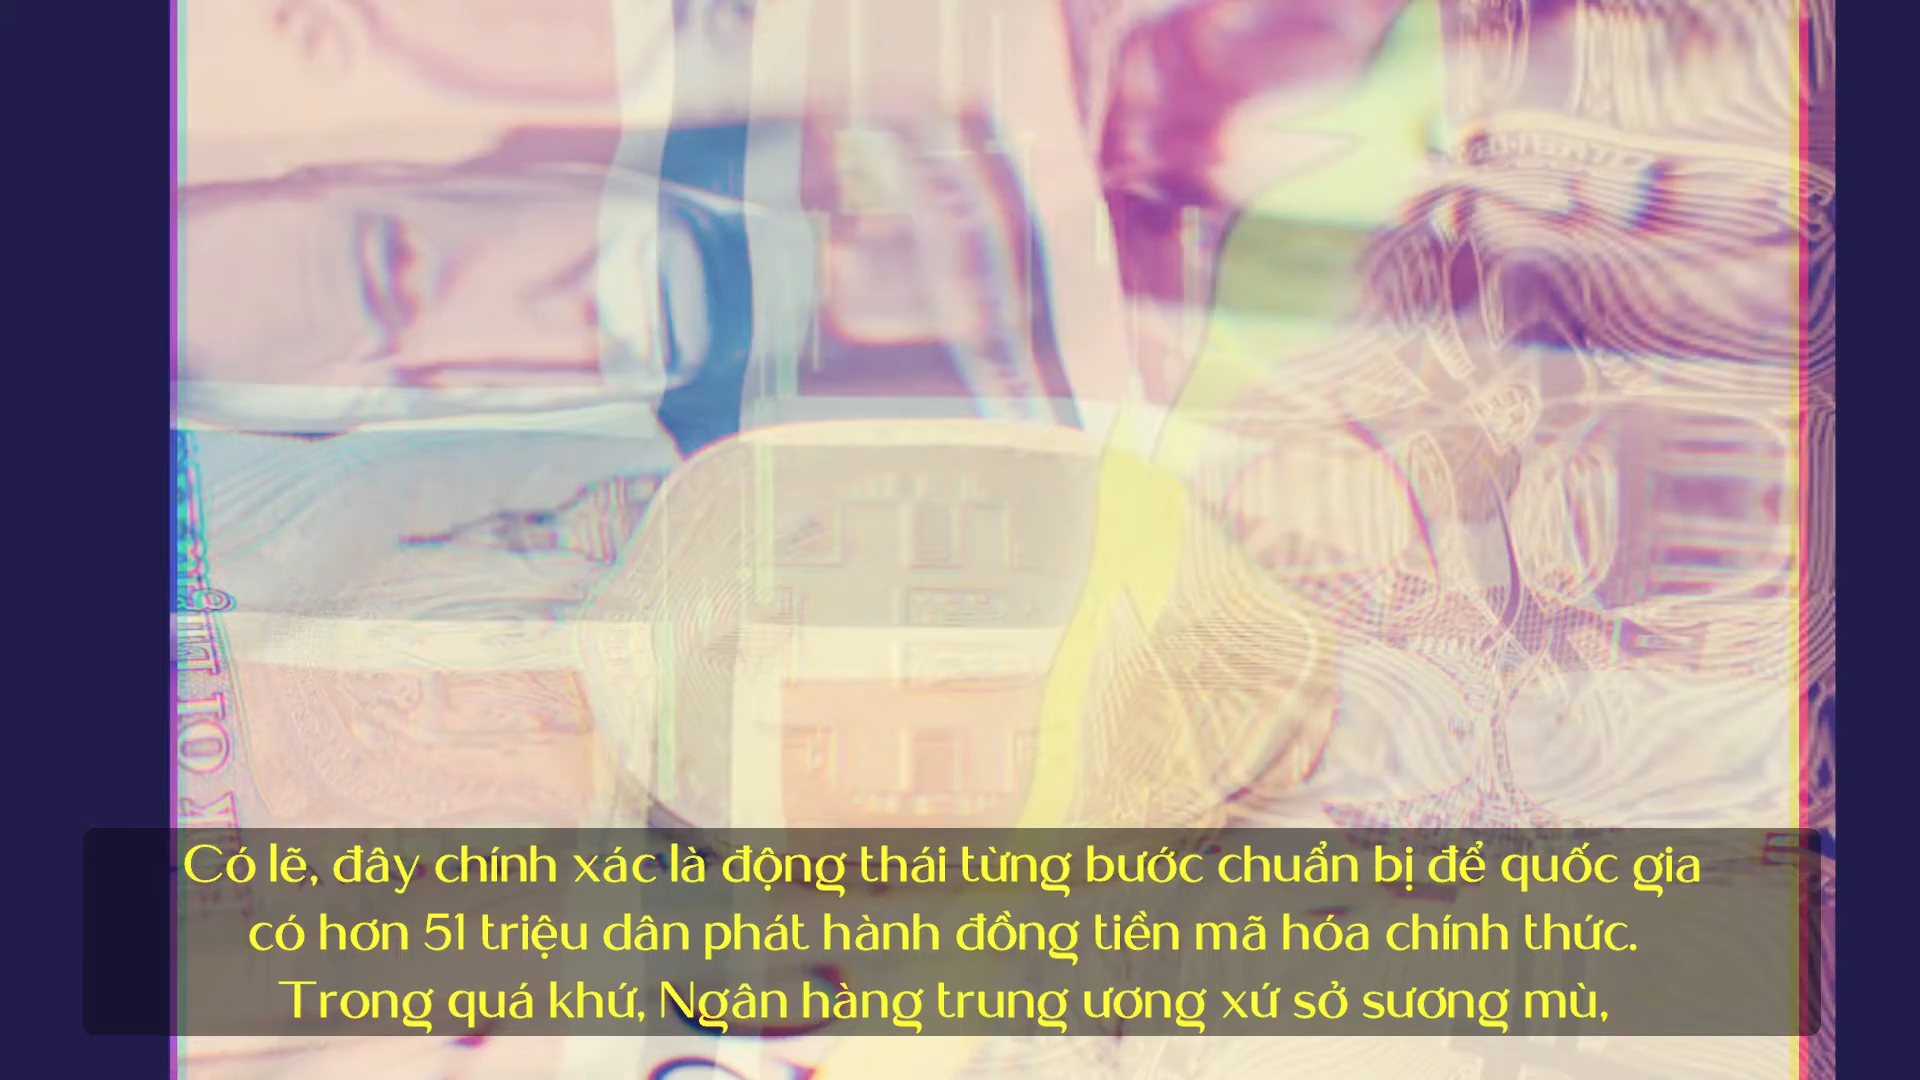 Có lẽ, đây chính xác là động thái từng bước chuẩn bị để quốc gia
có hơn 51 triệu dân phát hành đồng tiền mã hóa chính thức.
Trong quá khứ, Ngân hàng trung ương xứ sở sương mù,